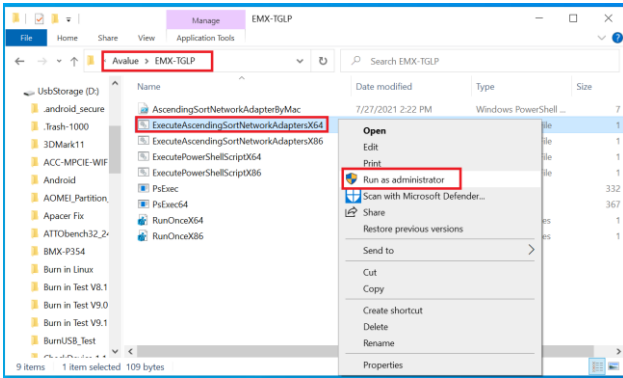 Manage
EMX-TGLP
File
Home
Share
View
Application Tools
Avalue > EMX-TGLP
Search EMX-TGLP
UsbStorage (D:)
.android_secure
.Trash-1000
3DMark11
ACC-MPCIE-WIF
Android
AOMEI_Partition_
Apacer Fix
ATTObench32_2
BMX-P354
Burn in Linux
Burn in Test V8.1
Burn in Test V9.0
Burn in Test V9.1
BurnUSB_Test
Name
Date modified
Type
Size
AscendingSortNetworkAdapterByMac
7/27/2021 2:22 PM
Windows PowerShell ...
7
ExecuteAscendingSortNetworkAdaptersX64
ile
1
ExecuteAscendingSortNetworkAdaptersX86
ile
1
ExecutePowerShellScriptX64
ile
1
ExecutePowerShellScriptX86
ile
1
PsExec
332
PsExec64
367
RunOnceX64
es
1
RunOnceX86
es
1
Open
Edit
Print
Run as administrator
Scan with Microsoft Defender...
Share
Restore previous versions
Send to
Cut
Copy
Create shortcut
Delete
Rename
Properties
9 items
1 item selected
109 bytes